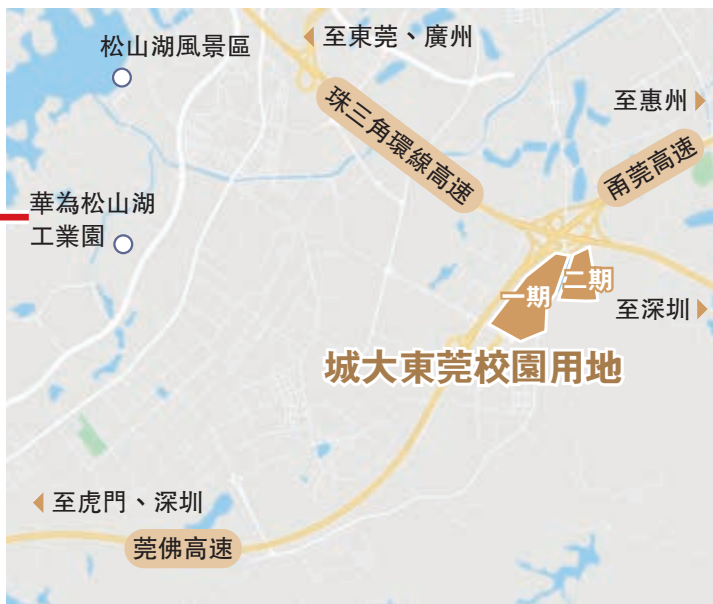 松山湖風景區
至東莞、廣州
珠三角環線高速
至惠州
甬莞高速
華為松山湖
工業園
一期
二期
至深圳
城大東莞校園用地
至虎門、深圳
莞佛高速